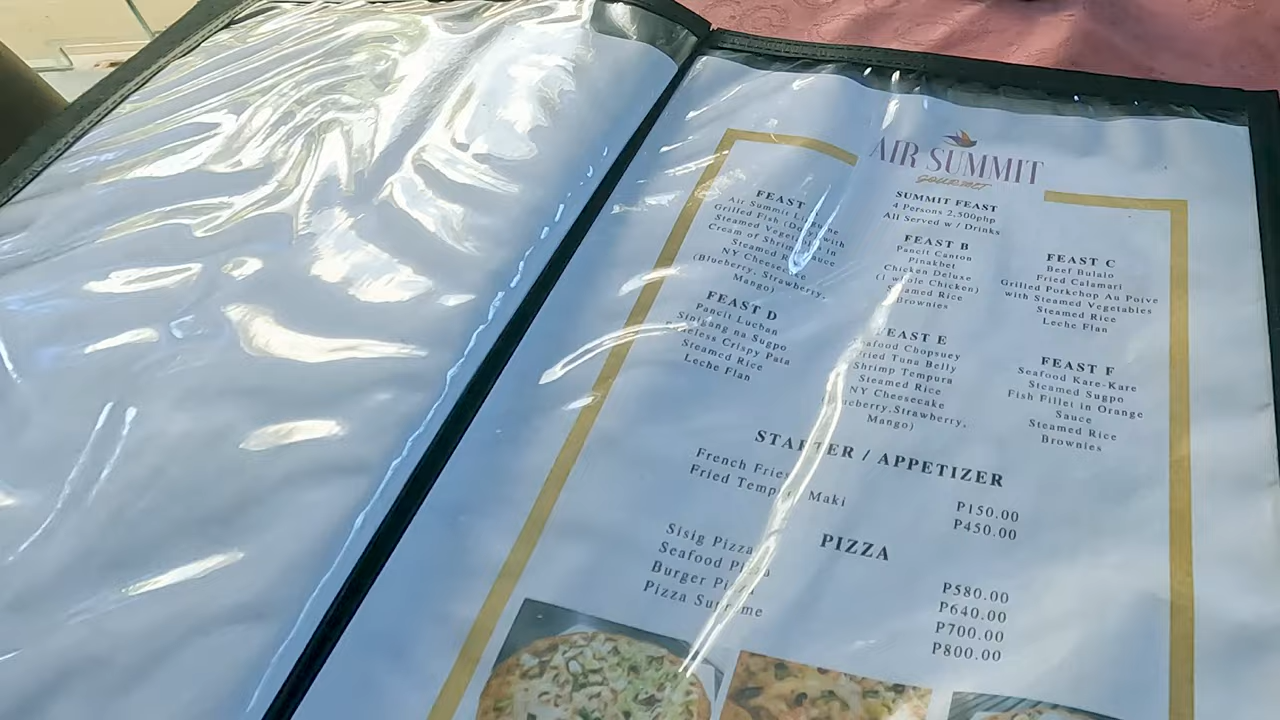 AIR SUMMIT
gourmet
SUMMIT FEAST
4 Persons 2,500php
All Served w / Drinks
FEAST
Air Summit
Grilled Fish with
Steamed Vegetables
Cream of Shrimp Sauce
Steamed
NY Cheesecake
(Blueberry, Strawberry,
Mango)
FEAST B
Pancit Canton
Pinakbet
Chicken Deluxe
(whole Chicken)
Steamed Rice
Brownies
FEAST C
Beef Bulalo
Fried Calamari
Grilled Porkchop Au Poive
with Steamed Vegetables
Steamed Rice
Leche Flan
FEAST D
Pancit Lucban
Sinigang na Sugpo
Crispy Pata
Steamed Rice
Leche Flan
FEAST E
Seafood Chopsuey
Fried Tuna Belly
Shrimp Tempura
Steamed Rice
NY Cheesecake
Blueberry,Strawberry,
Mango)
FEAST F
Seafood Kare-Kare
Steamed Sugpo
Fish Fillet in Orange
Sauce
Steamed Rice
Brownies
STARTER / APPETIZER
French Fries P150.00
Fried Tempura Maki P450.00
PIZZA
Sisig Pizza P580.00
Seafood Pizza P640.00
Burger Pizza P700.00
Pizza Supreme P800.00